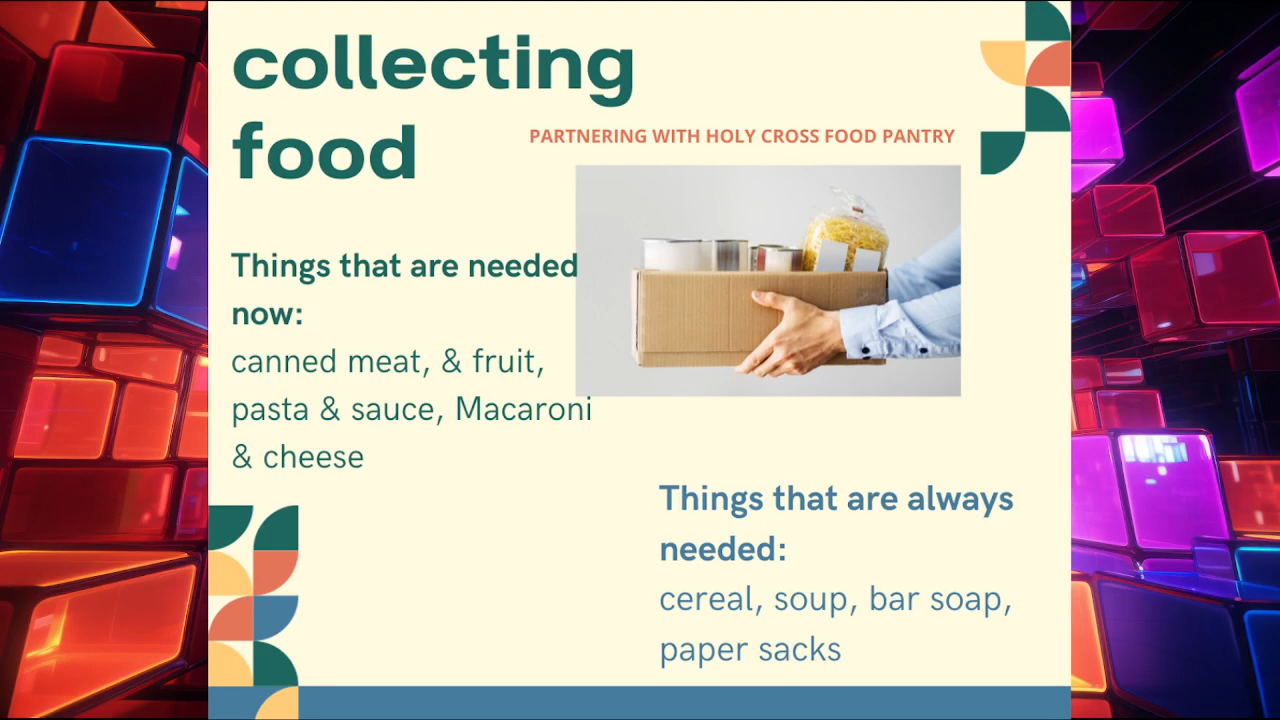 collecting
food
PARTNERING WITH HOLY CROSS FOOD PANTRY
Things that are needed
now:
canned meat, & fruit,
pasta & sauce, Macaroni
& cheese
Things that are always
needed:
cereal, soup, bar soap,
paper sacks